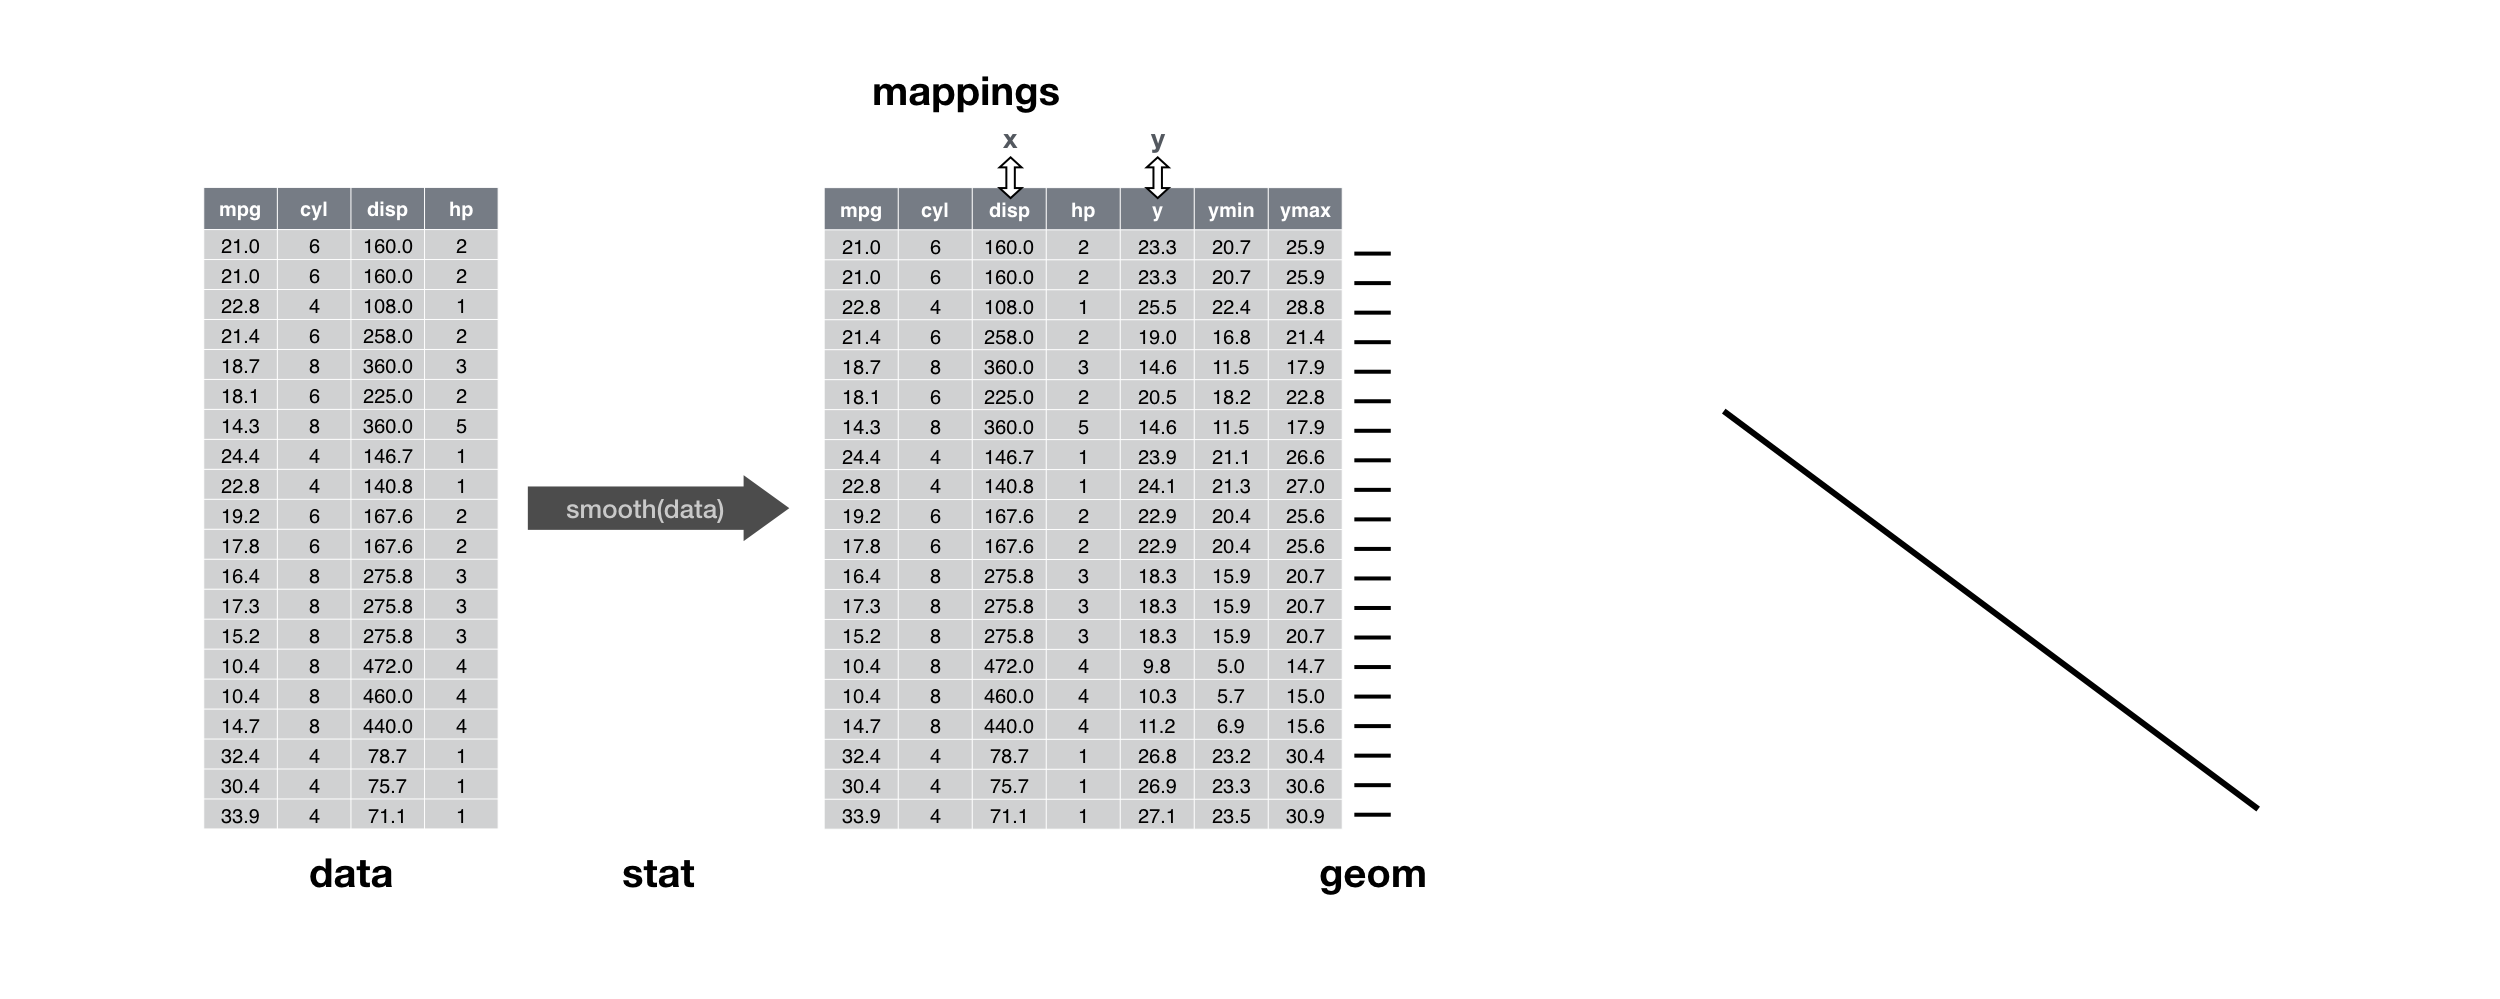 mappings
x y
mpg cyl disp hp
21.0 6 160.0 2
21.0 6 160.0 2
22.8 4 108.0 1
21.4 6 258.0 2
18.7 8 360.0 3
18.1 6 225.0 2
14.3 8 360.0 5
24.4 4 146.7 1
22.8 4 140.8 1
19.2 6 167.6 2
17.8 6 167.6 2
16.4 8 275.8 3
17.3 8 275.8 3
15.2 8 275.8 3
10.4 8 472.0 4
10.4 8 460.0 4
14.7 8 440.0 4
32.4 4 78.7 1
30.4 4 75.7 1
33.9 4 71.1 1
data
smooth(data)
stat
mpg cyl disp hp y ymin ymax
21.0 6 160.0 2 23.3 20.7 25.9
21.0 6 160.0 2 23.3 20.7 25.9
22.8 4 108.0 1 25.5 22.4 28.8
21.4 6 258.0 2 19.0 16.8 21.4
18.7 8 360.0 3 14.6 11.5 17.9
18.1 6 225.0 2 20.5 18.2 22.8
14.3 8 360.0 5 14.6 11.5 17.9
24.4 4 146.7 1 23.9 21.1 26.6
22.8 4 140.8 1 24.1 21.3 27.0
19.2 6 167.6 2 22.9 20.4 25.6
17.8 6 167.6 2 22.9 20.4 25.6
16.4 8 275.8 3 18.3 15.9 20.7
17.3 8 275.8 3 18.3 15.9 20.7
15.2 8 275.8 3 18.3 15.9 20.7
10.4 8 472.0 4 9.8 5.0 14.7
10.4 8 460.0 4 10.3 5.7 15.0
14.7 8 440.0 4 11.2 6.9 15.6
32.4 4 78.7 1 26.8 23.2 30.4
30.4 4 75.7 1 26.9 23.3 30.6
33.9 4 71.1 1 27.1 23.5 30.9
geom